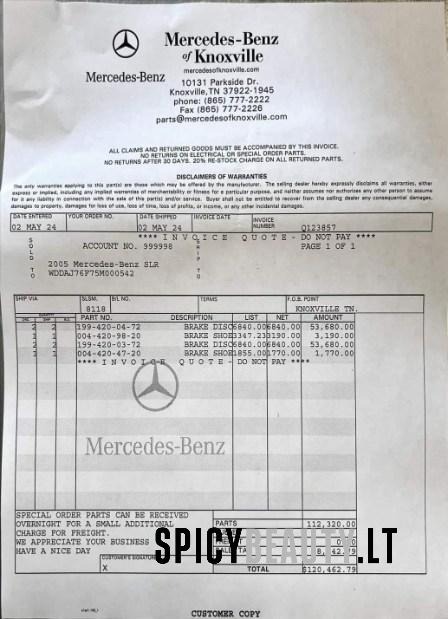 Mercedes-Benz
of Knoxville
mercedesofknoxville.com
Mercedes-Benz
10131 Parkside Dr.
Knoxville, TN 37922-1945
phone: (865) 777-2222
Fax (865) 777-2226
parts@mercedesofknoxville.com
ALL CLAIMS AND RETURNED GOODS MUST BE ACCOMPANIED BY THIS INVOICE.
NO RETURNS ON ELECTRICAL OR SPECIAL ORDER PARTS.
NO RETURNS AFTER 30 DAYS. 20% RE-STOCK CHARGE ON ALL RETURNED PARTS.
DISCLAIMERS OF WARRANTIES
The only warranties applying to this part(s) are those which may be offered by the manufacturer. The selling dealer hereby expressly disclaims all warranties, either
express or implied, including any implied warranties of merchantability or fitness for a particular purpose, and neither assumes nor authorizes any other person to assume
for it any liability in connection with the sale of this part(s) and/or service. Buyer shall not be entitled to recover from the selling dealer any consequential damages,
damages to property, damages for loss of use, loss of time, loss of profits, or income, or any other incidental damages.
DATE ENTERED YOUR ORDER NO. DATE SHIPPED INVOICE DATE INVOICE NUMBER
02 MAY 24 02 MAY 24 Q123857
**** I N V O I C E Q U O T E - DO NOT PAY ****
SOLD TO SHIP TO
ACCOUNT NO. 999998 PAGE 1 OF 1
2005 Mercedes-Benz SLR
WDDAJ76F75M000542
SHIP VIA SLSM. B/L NO. TERMS F.O.B. POINT
8118 KNOXVILLE TN.
QUANTITY PART NO. DESCRIPTION LIST NET AMOUNT
2 2 199-420-04-72 BRAKE DISC 6840.00 6840.00 53,680.00
1 1 004-420-98-20 BRAKE SHOE 3347.23 3190.00 3,190.00
2 2 199-420-03-72 BRAKE DISC 6840.00 6840.00 53,680.00
1 1 004-420-47-20 BRAKE SHOE 1855.00 1770.00 1,770.00
**** I N V O I C E Q U O T E - DO NOT PAY ****
Mercedes-Benz
SPECIAL ORDER PARTS CAN BE RECEIVED
OVERNIGHT FOR A SMALL ADDITIONAL
CHARGE FOR FREIGHT.
WE APPRECIATE YOUR BUSINESS
HAVE A NICE DAY
PARTS 112,320.00
SPICYBEAUTY.LT
CUSTOMER'S SIGNATURE
X
TOTAL $120,462.79
CUSTOMER COPY